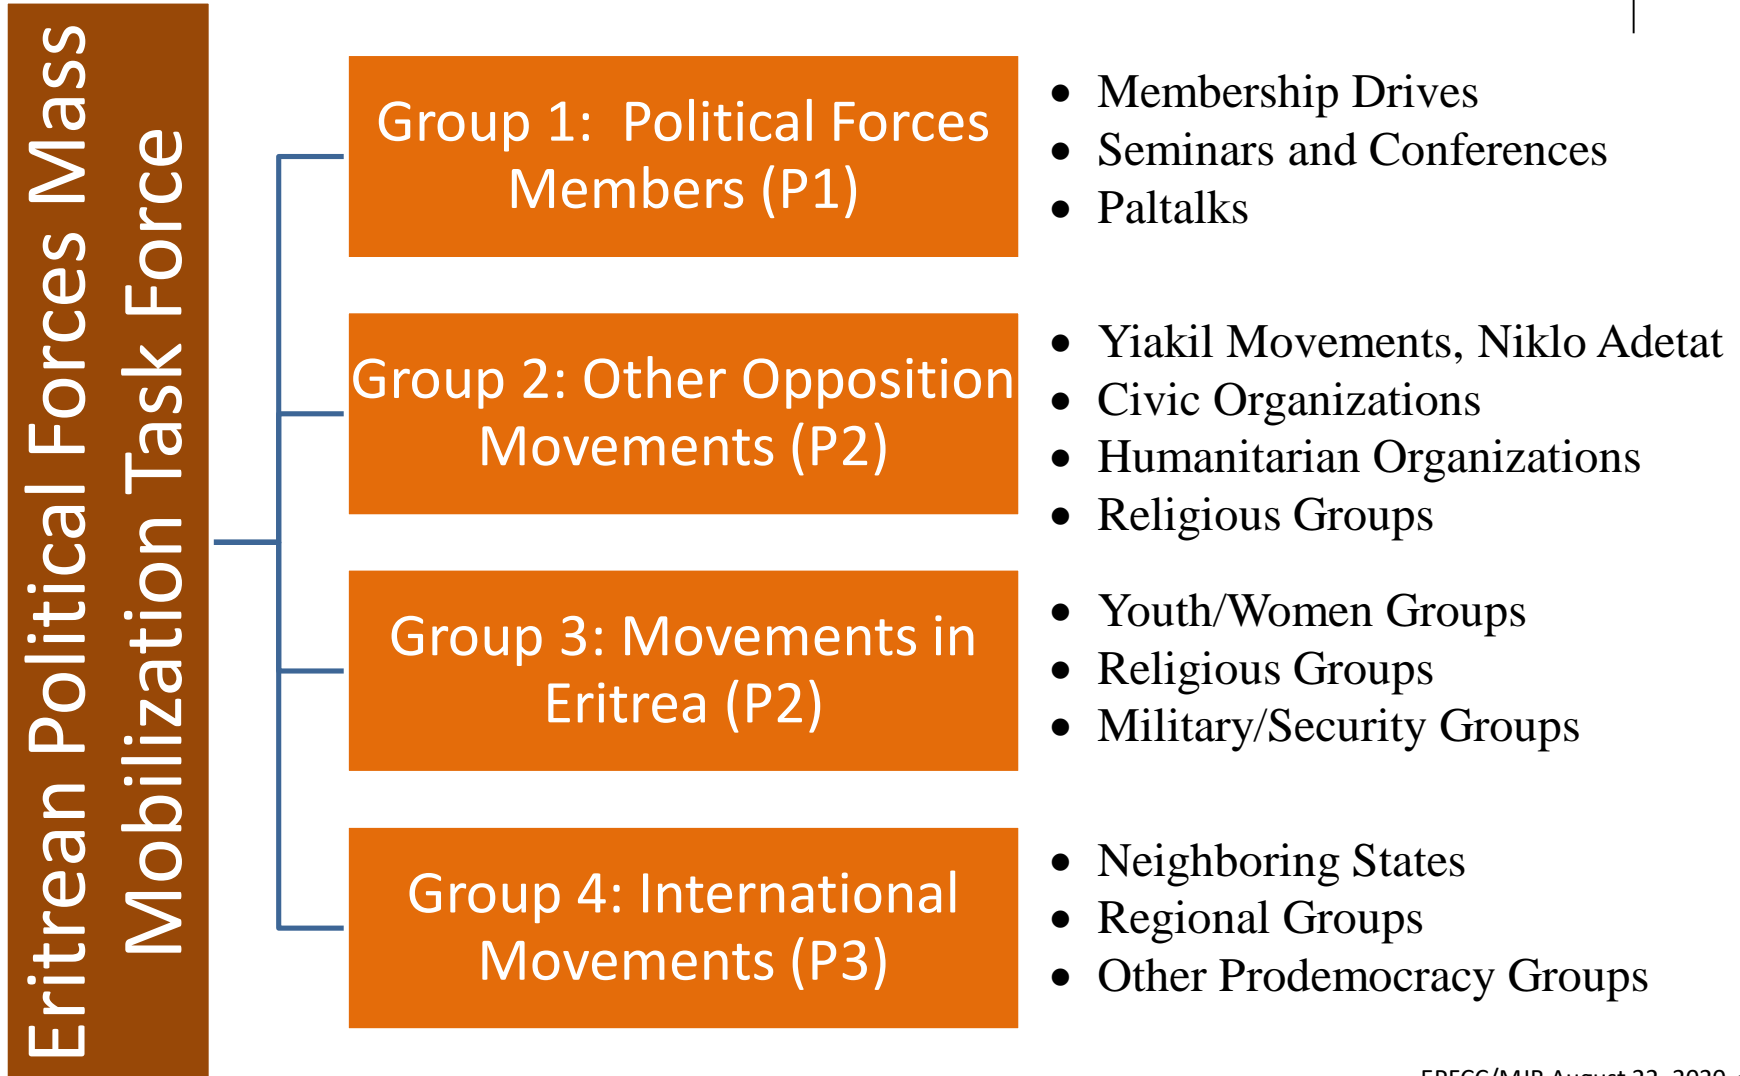 Eritrean Political Forces Mass
Mobilization Task Force
Group 1:  Political Forces
Members (P1)
• Membership Drives
• Seminars and Conferences
• Paltalks
Group 2: Other Opposition
Movements (P2)
• Yiakil Movements, Niklo Adetat
• Civic Organizations
• Humanitarian Organizations
• Religious Groups
Group 3: Movements in
Eritrea (P2)
• Youth/Women Groups
• Religious Groups
• Military/Security Groups
Group 4: International
Movements (P3)
• Neighboring States
• Regional Groups
• Other Prodemocracy Groups
August 22, 2020